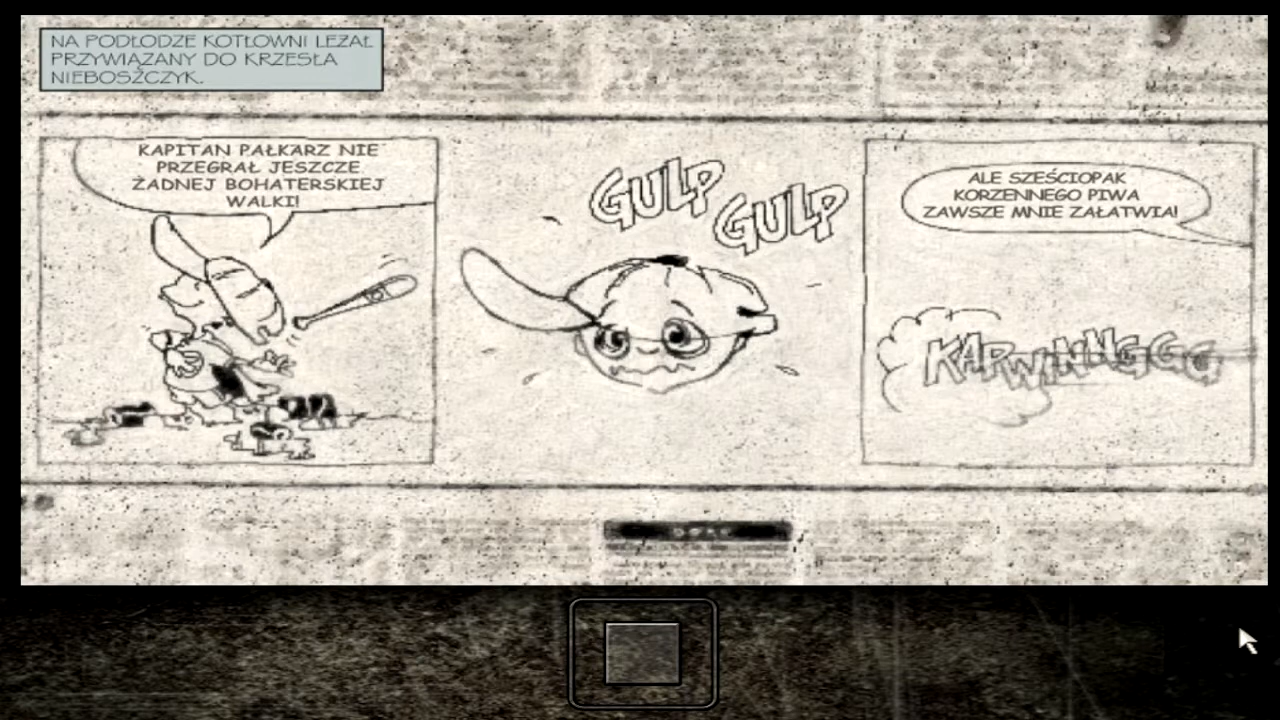 NA PODŁODZE KOTŁOWNI LEŻAŁ
PRZYWIĄZANY DO KRZESŁA
NIEBOSZCZYK.
KAPITAN PAŁKARZ NIE
PRZEGRAŁ JESZCZE
ŻADNEJ BOHATERSKIEJ
WALKI!
GULP
GULP
ALE SZEŚCIOPAK
KORZENNEGO PIWA
ZAWSZE MNIE ZAŁATWIA!
KAPWINNGGG